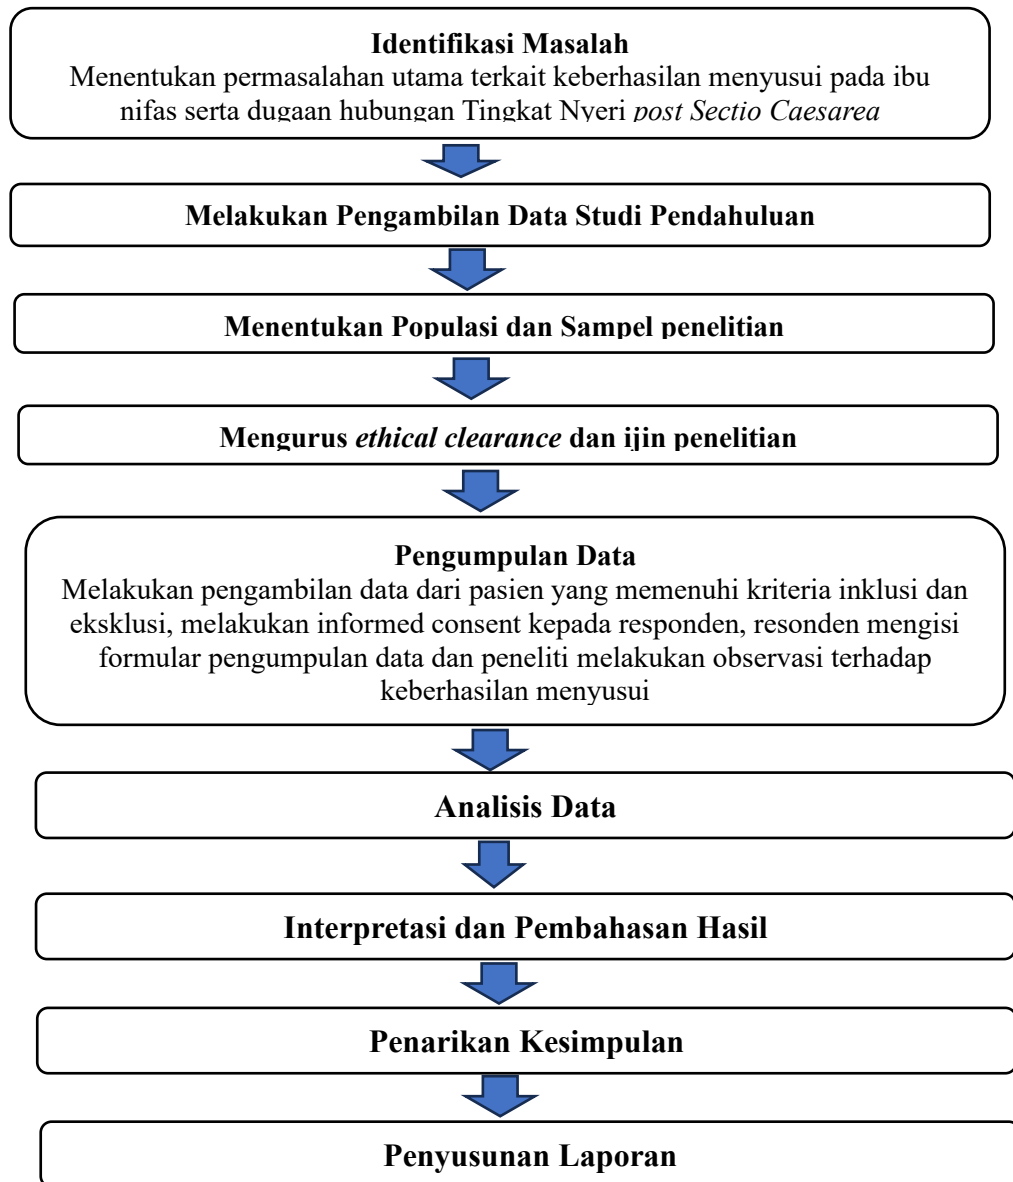 Identifikasi Masalah
Menentukan permasalahan utama terkait keberhasilan menyusui pada ibu
nifas serta dugaan hubungan Tingkat Nyeri post Sectio Caesarea
Melakukan Pengambilan Data Studi Pendahuluan
Menentukan Populasi dan Sampel penelitian
Mengurus ethical clearance dan ijin penelitian
Pengumpulan Data
Melakukan pengambilan data dari pasien yang memenuhi kriteria inklusi dan
eksklusi, melakukan informed consent kepada responden, resonden mengisi
formular pengumpulan data dan peneliti melakukan observasi terhadap
keberhasilan menyusui
Analisis Data
Interpretasi dan Pembahasan Hasil
Penarikan Kesimpulan
Penyusunan Laporan